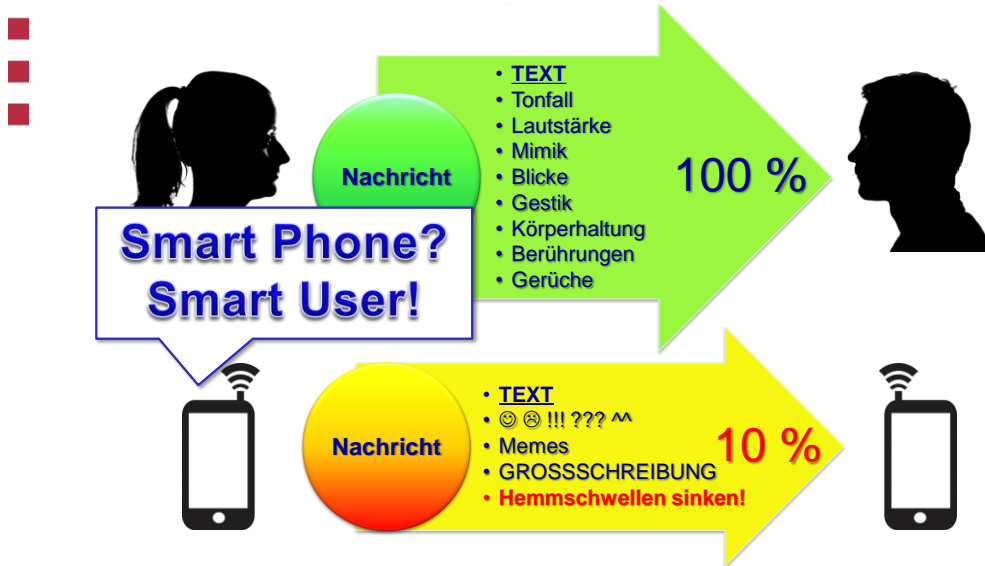 Nachricht
• TEXT
• Tonfall
• Lautstärke
• Mimik
• Blicke
• Gestik
• Körperhaltung
• Berührungen
• Gerüche
100 %
Smart Phone?
Smart User!
Nachricht
• TEXT
• ☺ ☹ !!! ??? ^^
• Memes
• GROSSSCHREIBUNG
• Hemmschwellen sinken!
10 %